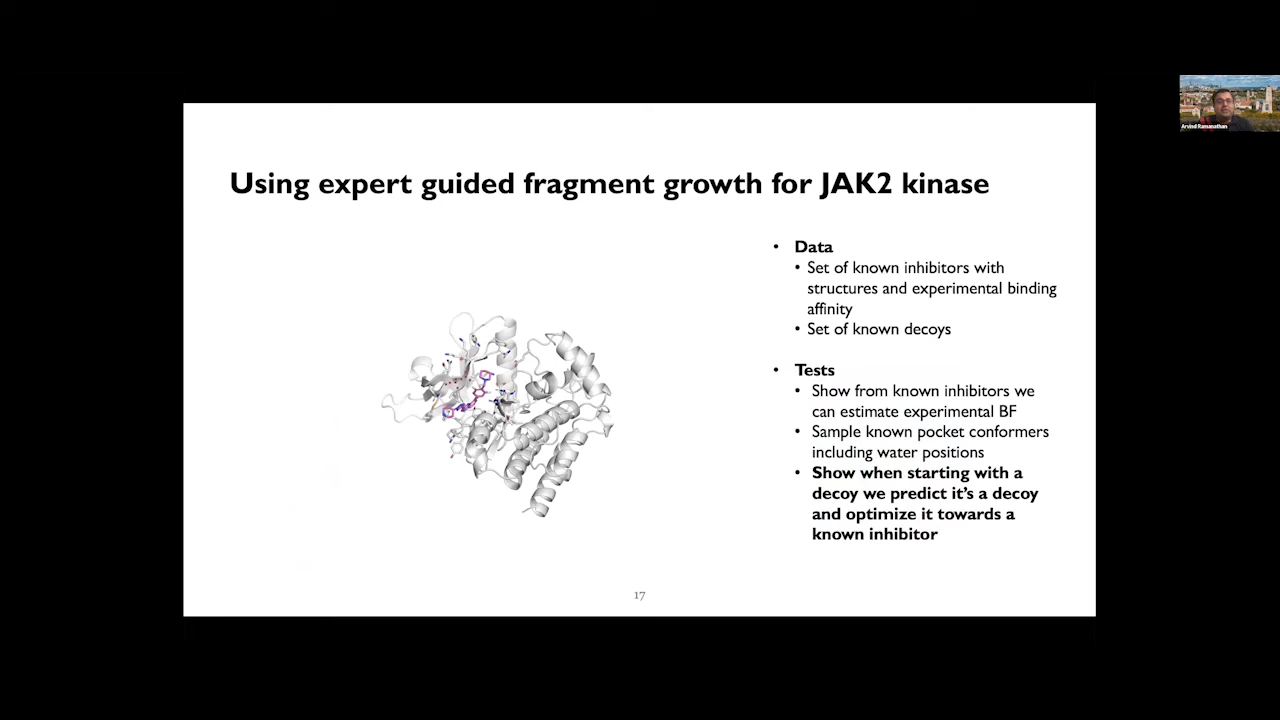 Arvind Ramanathan
Using expert guided fragment growth for JAK2 kinase
• Data
• Set of known inhibitors with
structures and experimental binding
affinity
• Set of known decoys
• Tests
• Show from known inhibitors we
can estimate experimental BF
• Sample known pocket conformers
including water positions
• Show when starting with a
decoy we predict it’s a decoy
and optimize it towards a
known inhibitor
17